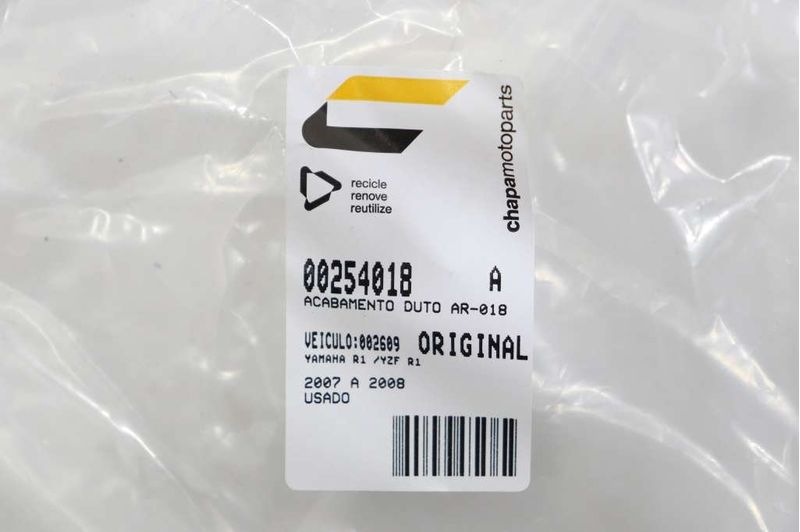 chapamotoparts
recicle
renove
reutilize
00254018 A
ACABAMENTO DUTO AR-018
VEICULO:002609 ORIGINAL
YAMAHA R1 /YZF R1
2007 A 2008
USADO